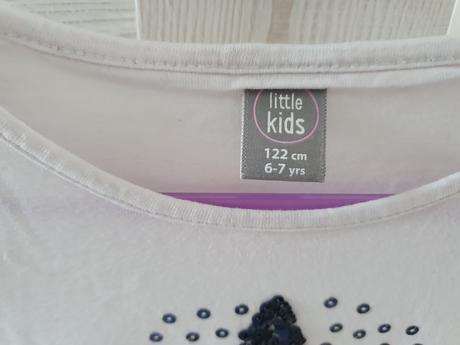 little
kids
122 cm
6-7 yrs